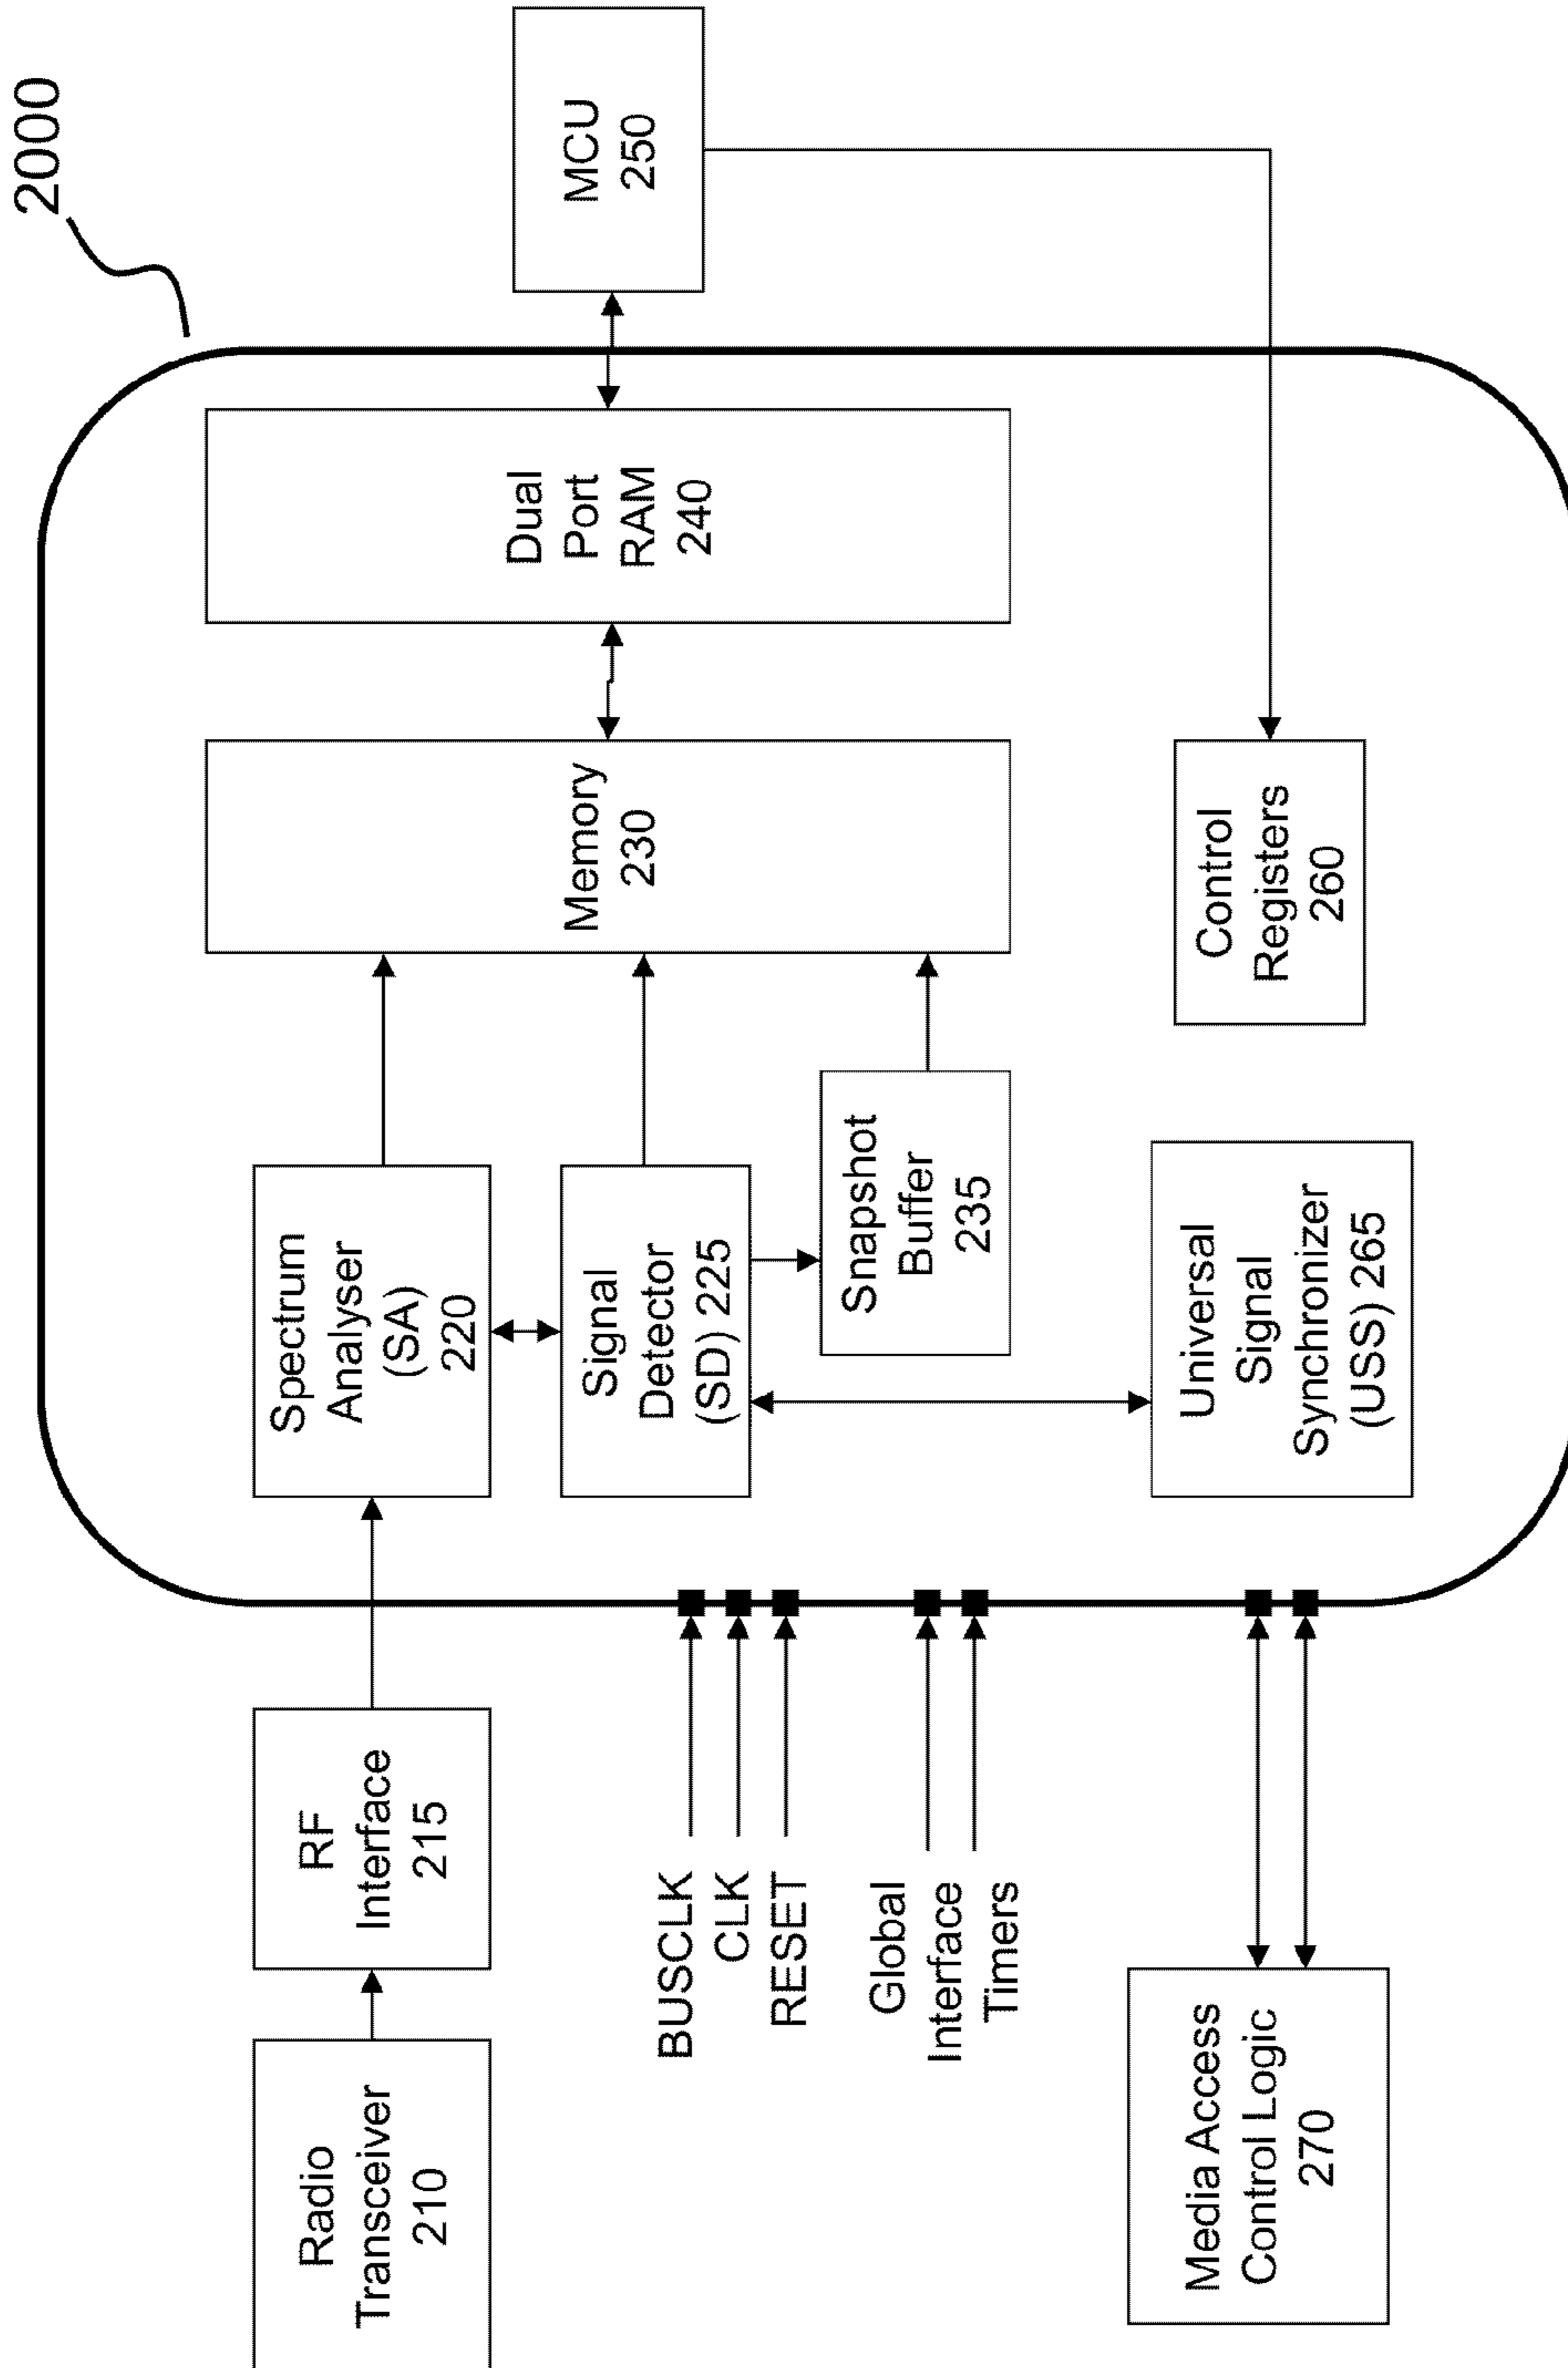 2000
Radio
Transceiver
210
RF
Interface
215
Spectrum
Analyser
(SA)
220
Signal
Detector
(SD) 225
Snapshot
Buffer
235
Memory
230
Dual
Port
RAM
240
MCU
250
BUSCLK
CLK
RESET
Global
Interface
Timers
Media Access
Control Logic
270
Universal
Signal
Synchronizer
(USS) 265
Control
Registers
260